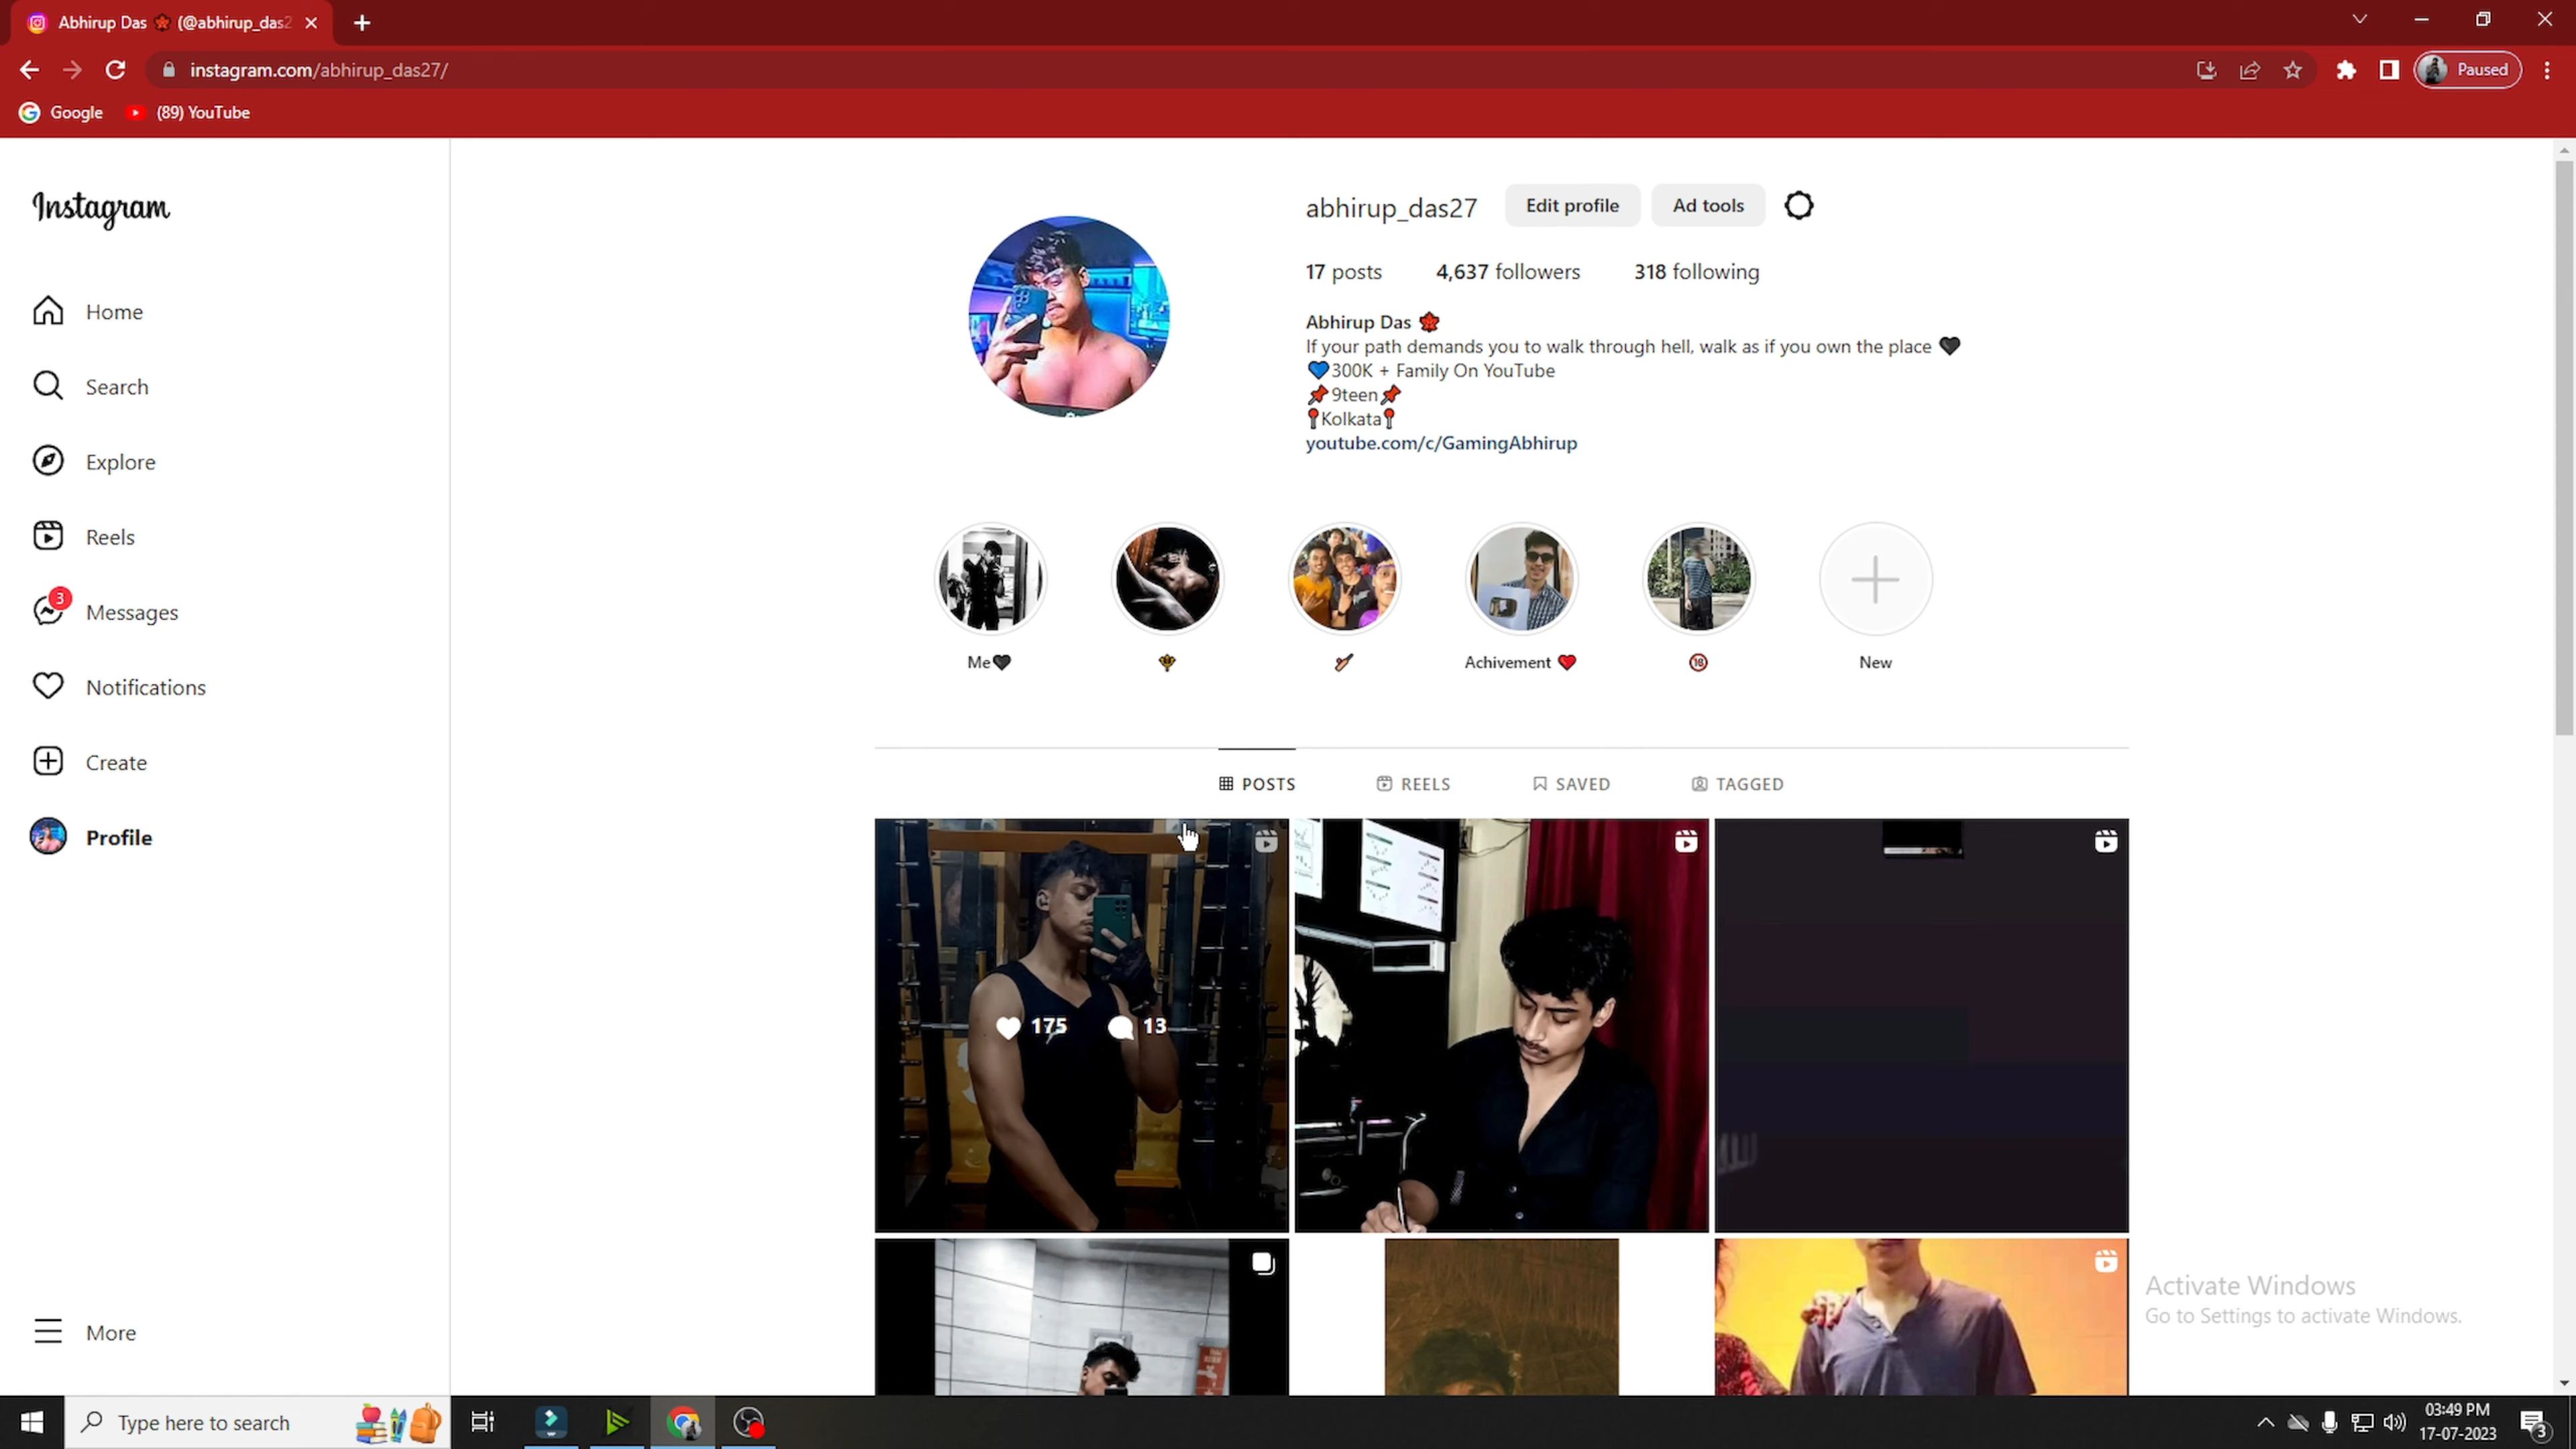 Abhirup Das 🍁 (@abhirup_das2
instagram.com/abhirup_das27/
Paused
Google
(89) YouTube
Instagram
Home
Search
Explore
Reels
3
Messages
Notifications
Create
Profile
More
abhirup_das27
Edit profile
Ad tools
17 posts
4,637 followers
318 following
Abhirup Das 🍁
If your path demands you to walk through hell, walk as if you own the place 🖤
💙300K + Family On YouTube
📌9teen📌
📍Kolkata📍
youtube.com/c/GamingAbhirup
Me🖤
🔱
🏏
Achivement ❤️
🔞
New
POSTS
REELS
SAVED
TAGGED
175
13
Activate Windows
Go to Settings to activate Windows.
Type here to search
03:49 PM
17-07-2023
3